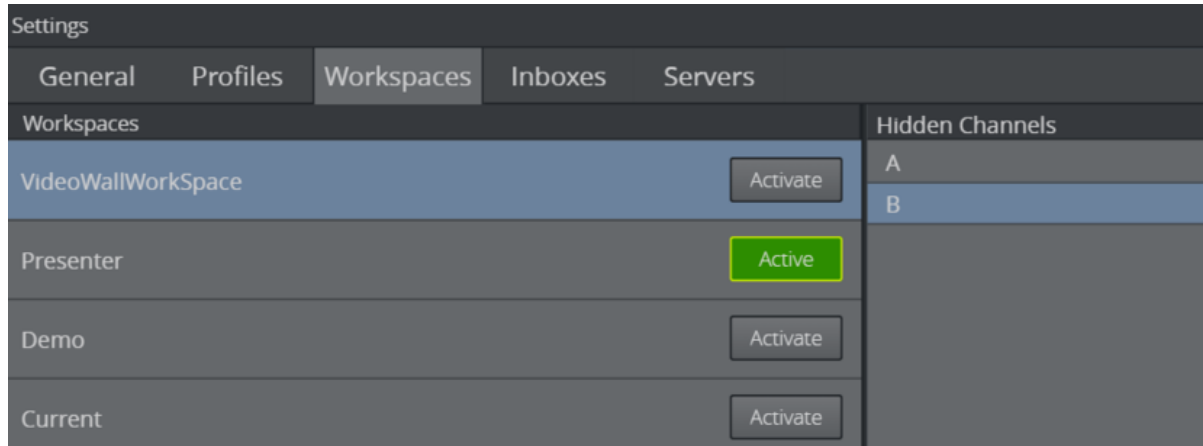 Settings
General Profiles Workspaces Inboxes Servers
Workspaces
Hidden Channels
VideoWallWorkSpace Activate
A
B
Presenter Active
Demo Activate
Current Activate